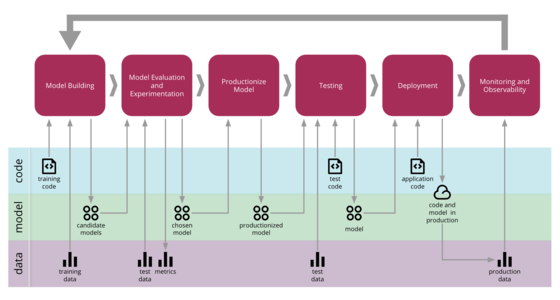 Model Building
Model Evaluation
and
Experimentation
Productionize
Model
Testing
Deployment
Monitoring and
Observability
code
training
code
test
code
application
code
model
candidate
models
chosen
model
productionized
model
model
code and
model in
production
data
training
data
test
data
metrics
test
data
production
data